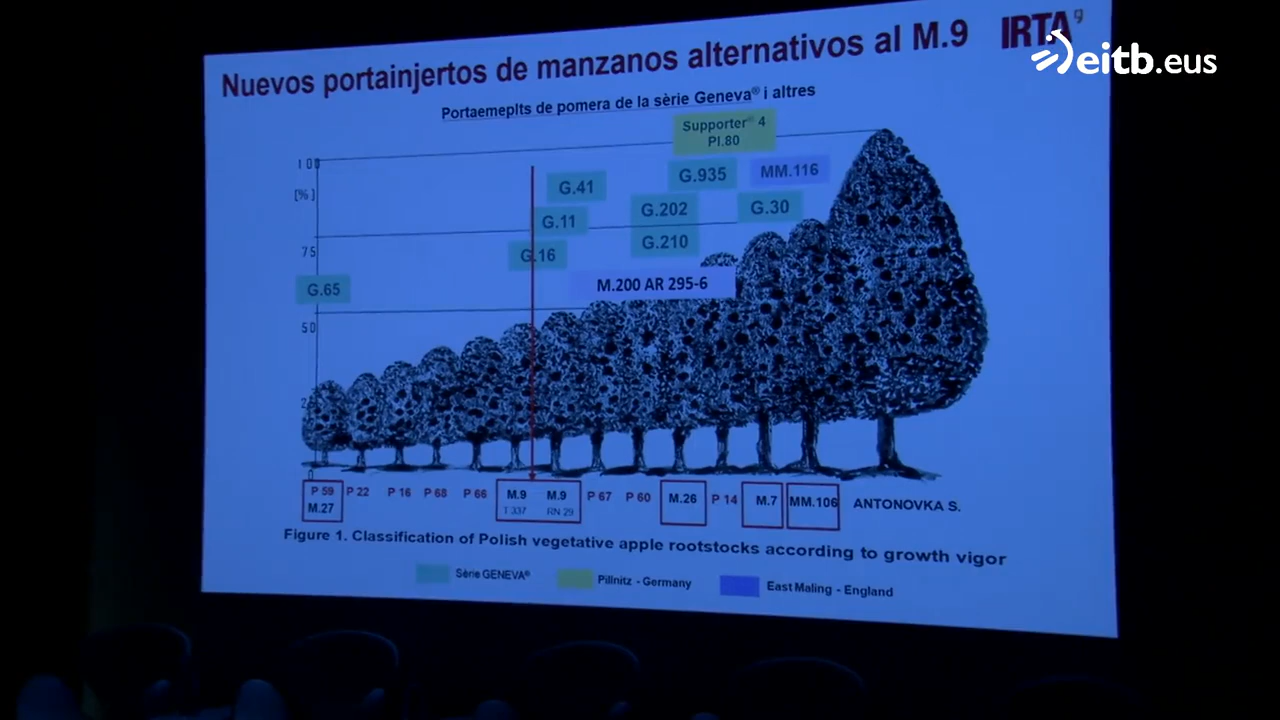 Nuevos portainjertos de manzanos alternativos al M.9
IRTA
eitb.eus
Portaemeplts de pomera de la sèrie Geneva® i altres
Supporter® 4
PI.80
100
[%]
G.41
G.935
MM.116
G.11
G.202
G.30
G.16
G.210
75
G.65
M.200 AR 295-6
50
2
0
P 59
M.27
P 22
P 16
P 68
P 66
M.9
T 337
M.9
RN 29
P 67
P 60
M.26
P 14
M.7
MM.106
ANTONOVKA S.
Figure 1. Classification of Polish vegetative apple rootstocks according to growth vigor
Sèrie GENEVA®
Pillnitz - Germany
East Maling - England